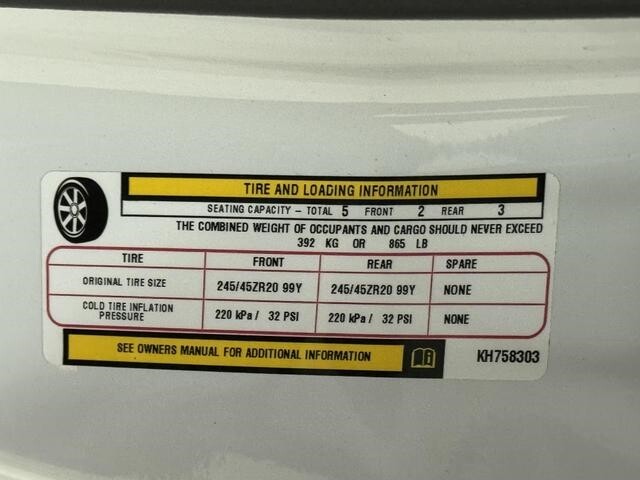 TIRE AND LOADING INFORMATION
SEATING CAPACITY - TOTAL 5 FRONT 2 REAR 3
THE COMBINED WEIGHT OF OCCUPANTS AND CARGO SHOULD NEVER EXCEED
392 KG OR 865 LB
TIRE FRONT REAR SPARE
ORIGINAL TIRE SIZE 245/45ZR20 99Y 245/45ZR20 99Y NONE
COLD TIRE INFLATION
PRESSURE 220 kPa / 32 PSI 220 kPa / 32 PSI NONE
SEE OWNERS MANUAL FOR ADDITIONAL INFORMATION
KH758303